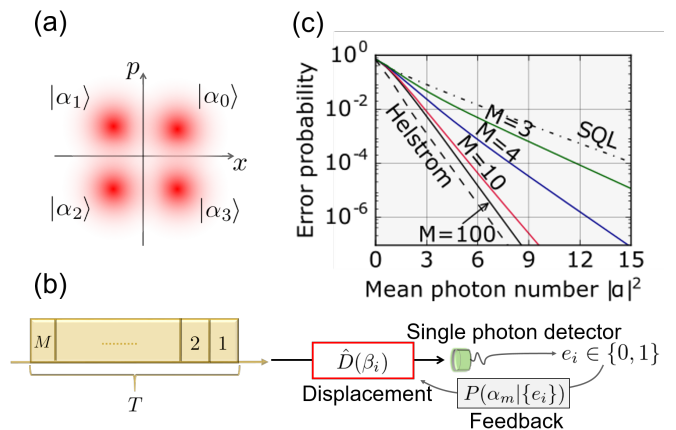 (a)
p
|α₁⟩
|α₀⟩
x
|α₂⟩
|α₃⟩
(c)
Error probability
10⁰
10⁻²
10⁻⁴
10⁻⁶
M=3
SQL
M=4
M=10
Helstrom
M=100
0 3 6 9 12 15
Mean photon number |α|²
(b)
M ......... 2 1
T
D̂(βᵢ)
Displacement
Single photon detector
eᵢ ∈ {0, 1}
P(αₘ|{eᵢ})
Feedback